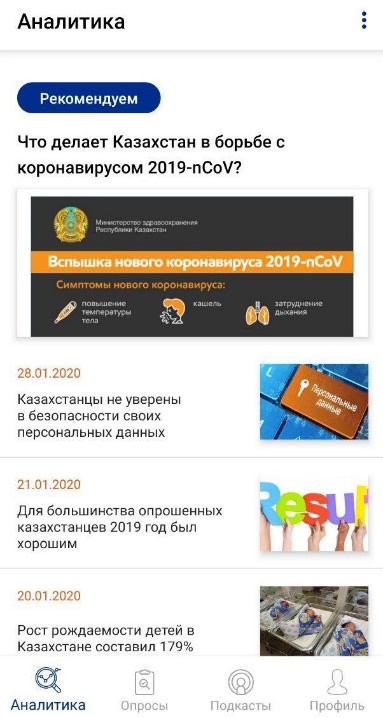 Аналитика
Рекомендуем
Что делает Казахстан в борьбе с
коронавирусом 2019-nCoV?
Министерство здравоохранения
Республики Казахстан
Вспышка нового коронавируса 2019-nCoV
Симптомы нового коронавируса:
повышение
температуры
тела
кашель
затруднение
дыхания
28.01.2020
Казахстанцы не уверены
в безопасности своих
персональных данных
Персональные
данные
21.01.2020
Для большинства опрошенных
казахстанцев 2019 год был
хорошим
Result
20.01.2020
Рост рождаемости детей в
Казахстане составил 179%
Аналитика
Опросы
Подкасты
Профиль